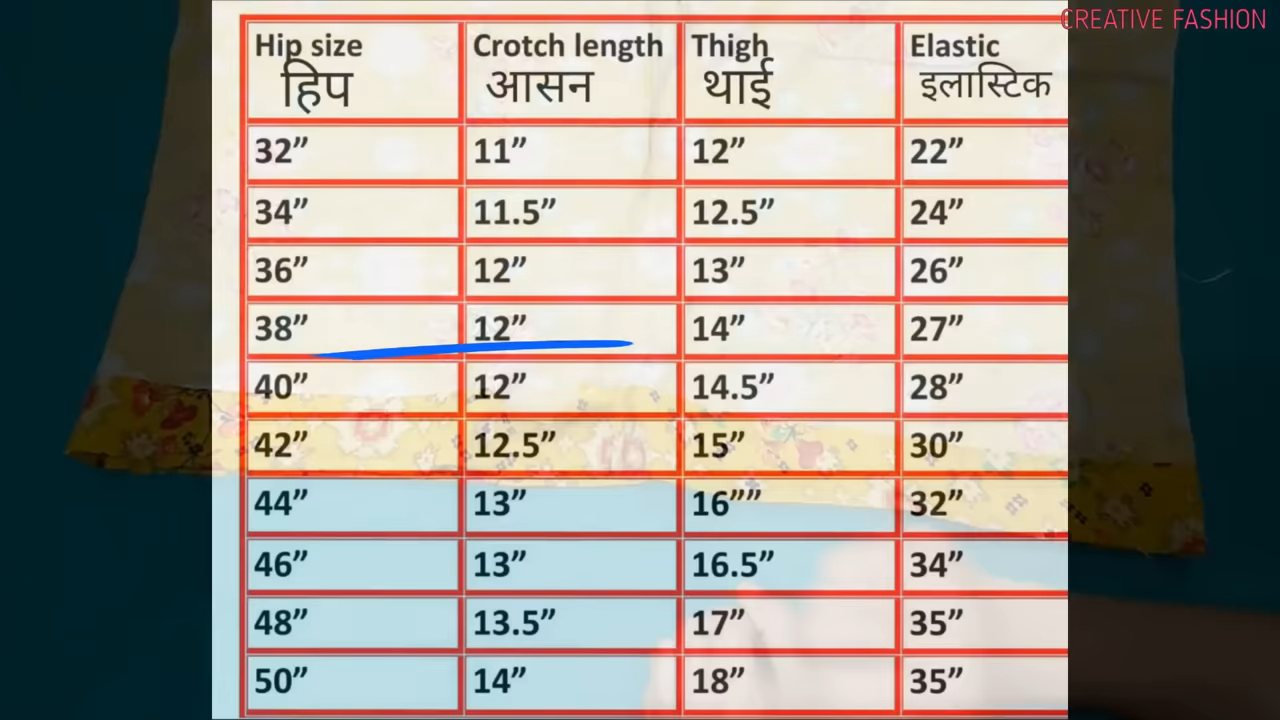 CREATIVE FASHION
Hip size Crotch length Thigh Elastic
हिप आसन थाई इलास्टिक
32” 11” 12” 22”
34” 11.5” 12.5” 24”
36” 12” 13” 26”
38” 12” 14” 27”
40” 12” 14.5” 28”
42” 12.5” 15” 30”
44” 13” 16”” 32”
46” 13” 16.5” 34”
48” 13.5” 17” 35”
50” 14” 18” 35”